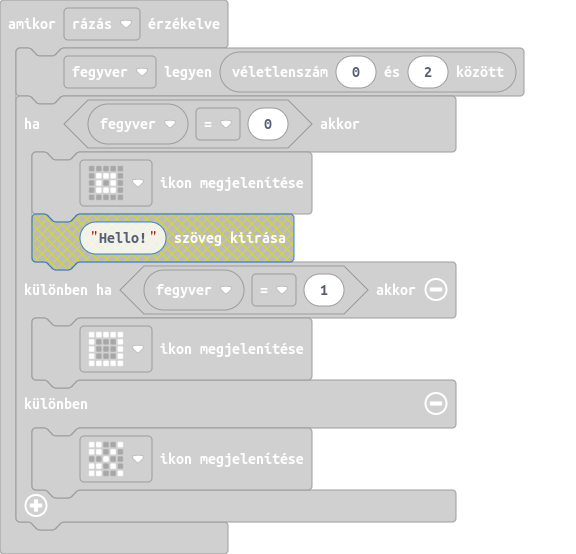 amikor rázás érzékelve
fegyver legyen véletlenszám 0 és 2 között
ha fegyver = 0 akkor
ikon megjelenítése
"Hello!" szöveg kiírása
különben ha fegyver = 1 akkor
ikon megjelenítése
különben
ikon megjelenítése